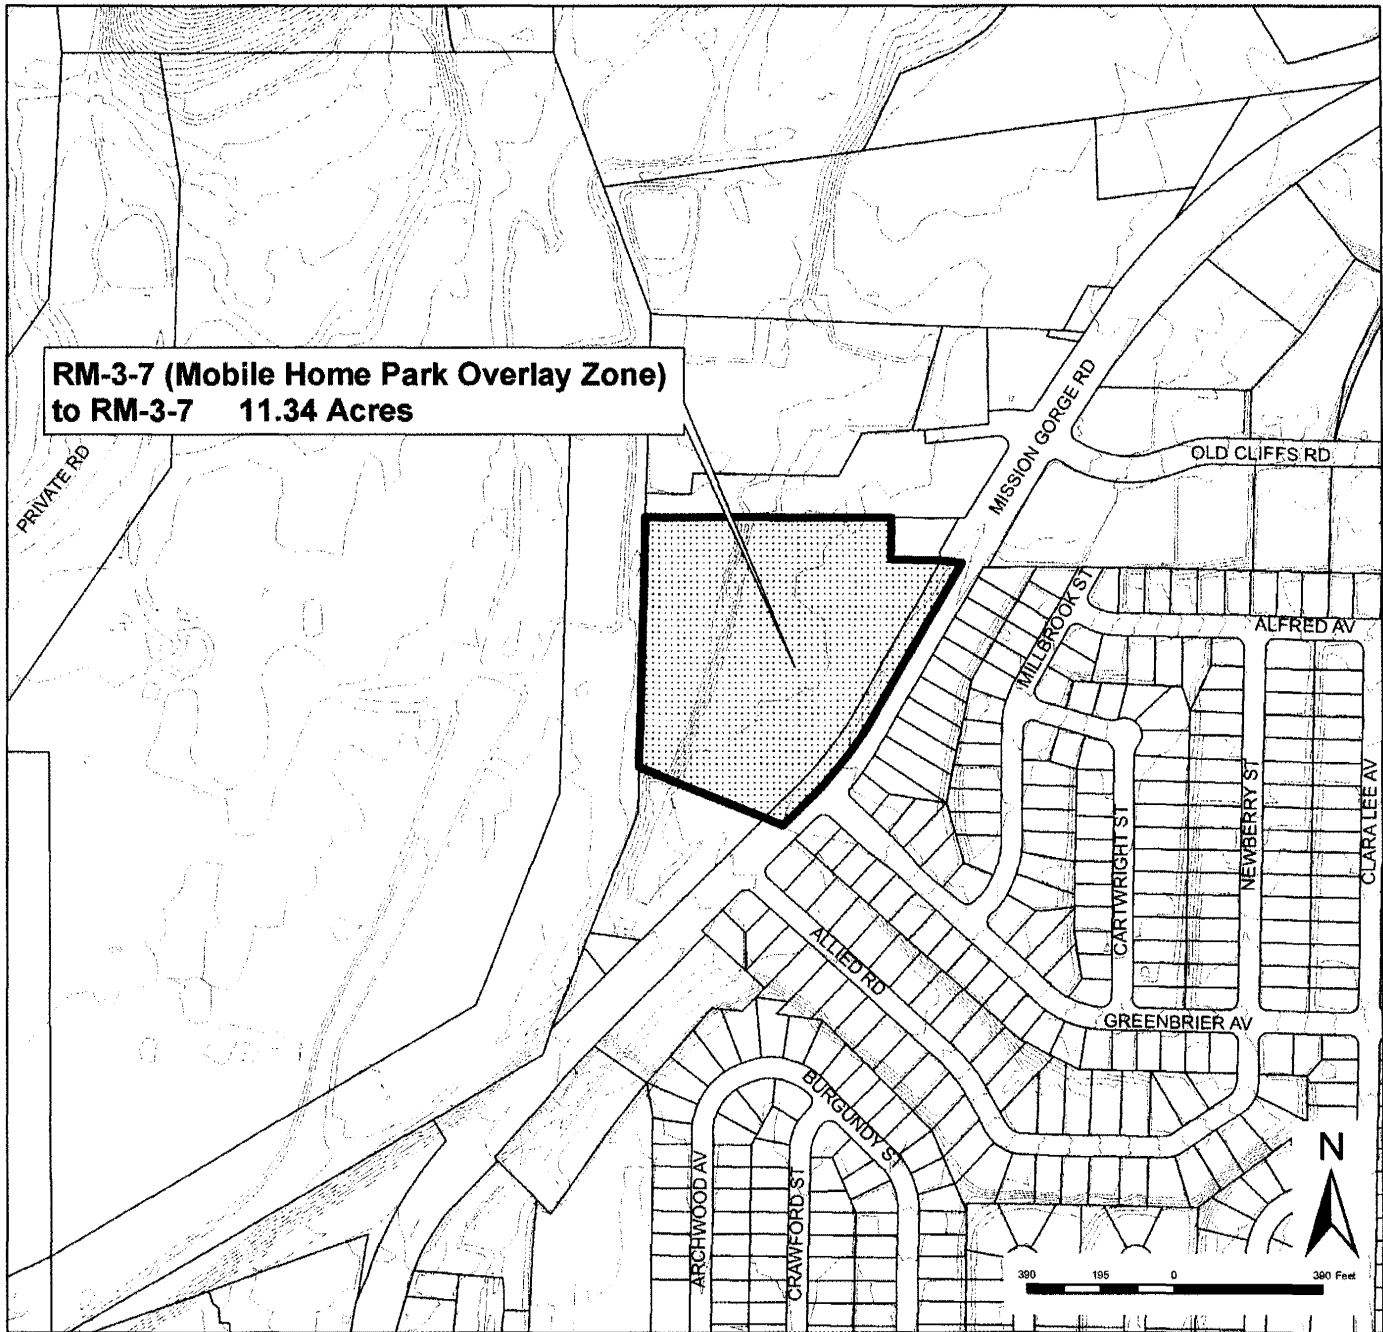 RM-3-7 (Mobile Home Park Overlay Zone)
to RM-3-7 11.34 Acres
PRIVATE RD
MISSION GORGE RD
OLD CLIFFS RD
MILLBROOK ST
ALFRED AV
CARTWRIGHT ST
NEWBERRY ST
CLARA LEE AV
ALLIED RD
GREENBRIER AV
BURGUNDY ST
ARCHWOOD AV
CRAWFORD ST
N
390 195 0 390 Feet